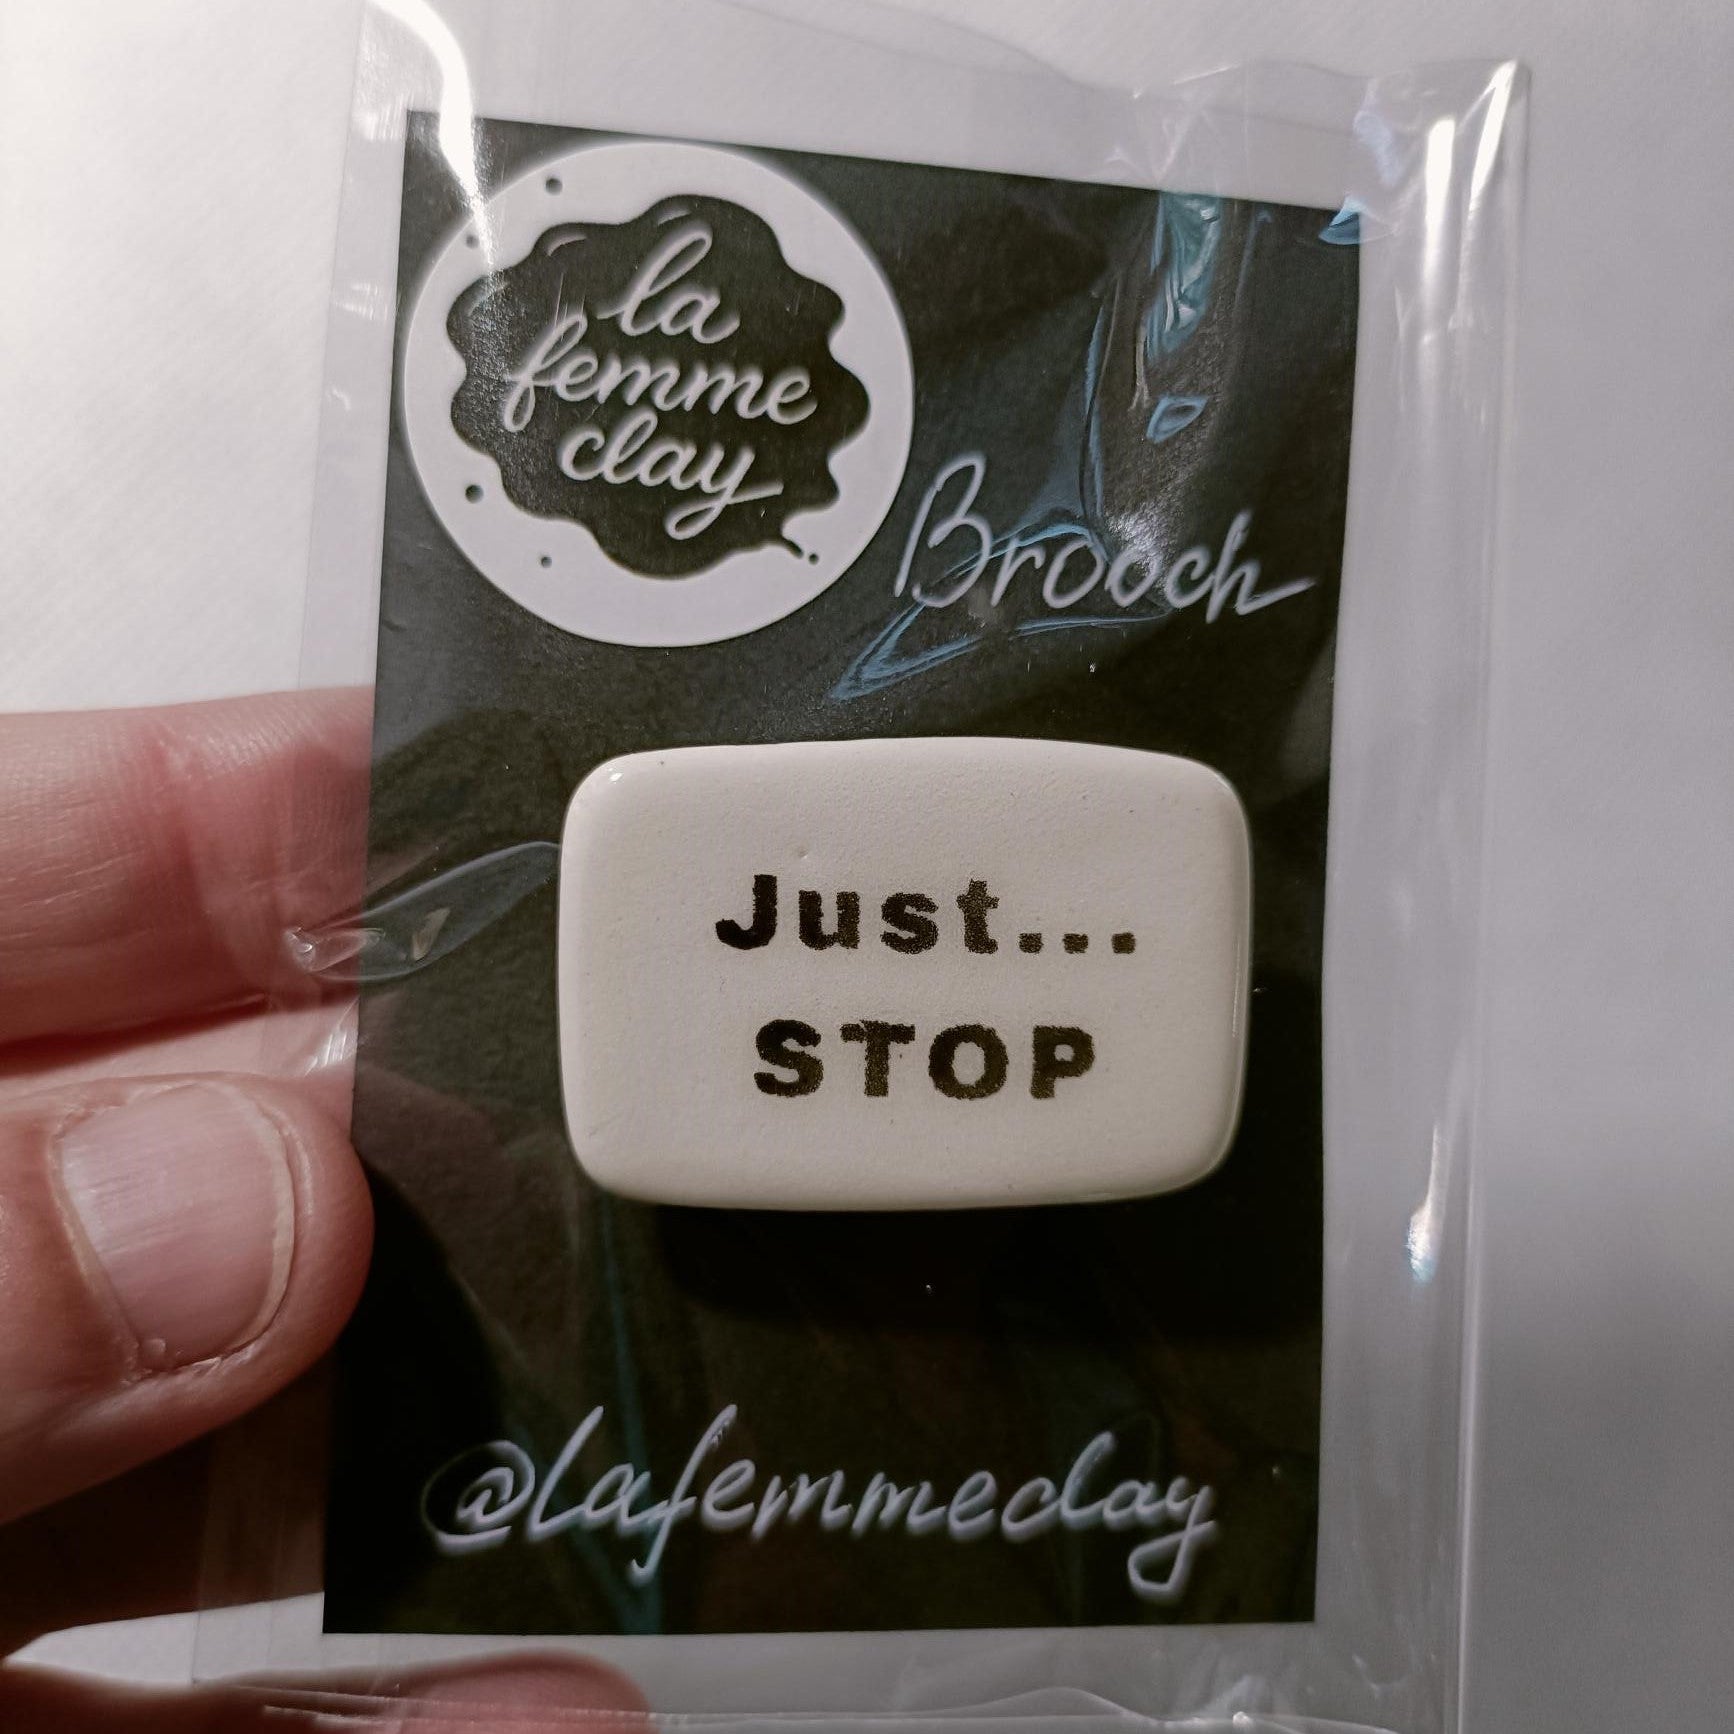 la
femme
clay
Brooch
Just...
STOP
@lafemmeclay